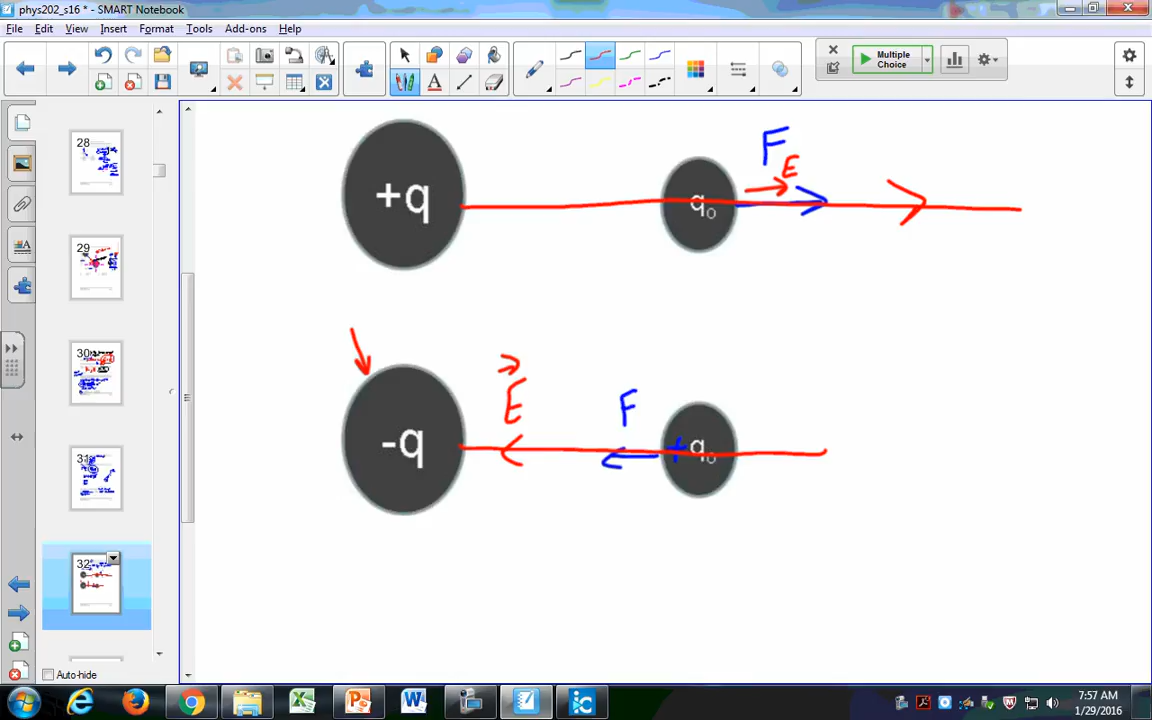 phys202_s16 * - SMART Notebook
File Edit View Insert Format Tools Add-ons Help
Multiple
Choice
28
29
30
31
32
F
E
+q
q₀
E
F
-q
+q₀
Auto-hide
7:57 AM
1/29/2016